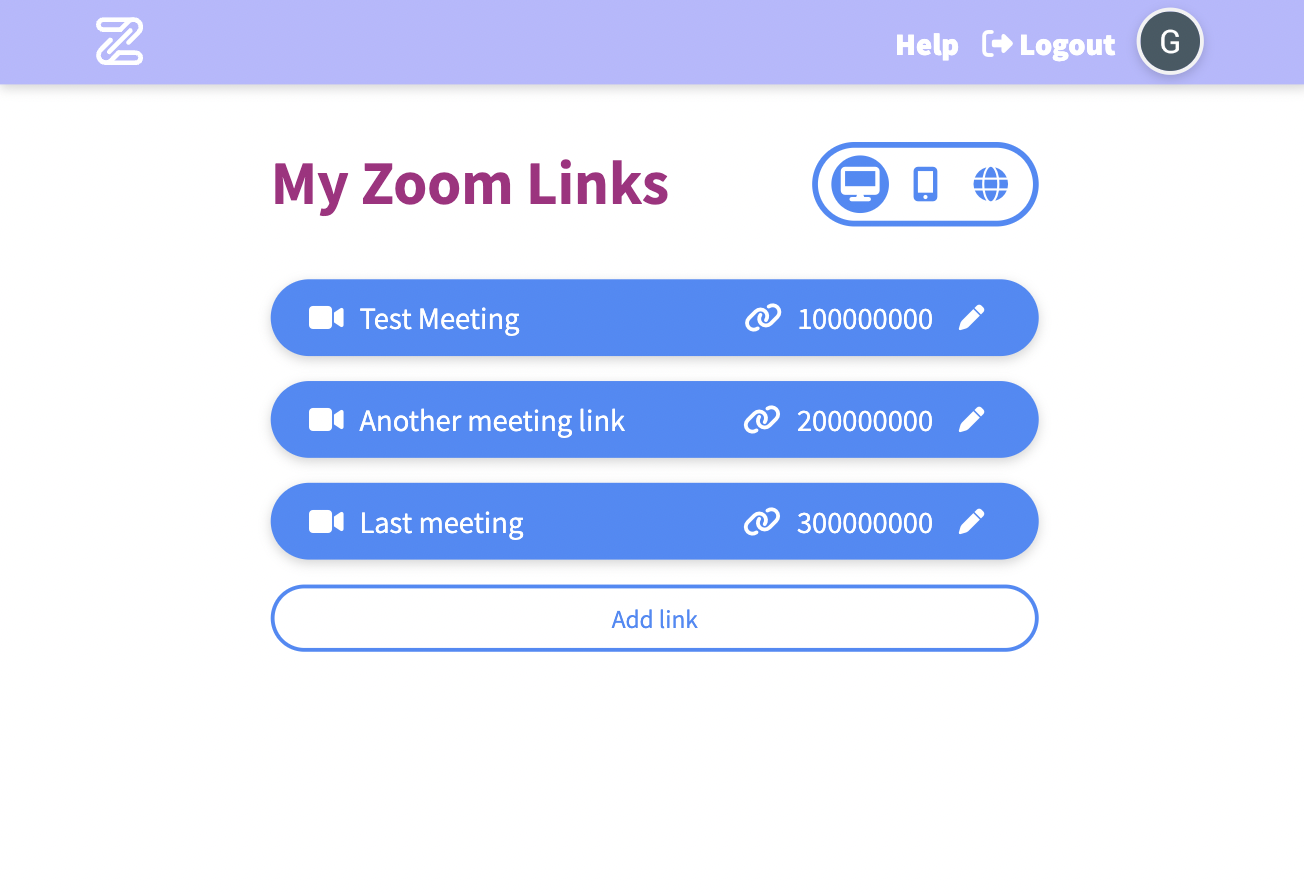 Help Logout G
My Zoom Links
Test Meeting 100000000
Another meeting link 200000000
Last meeting 300000000
Add link